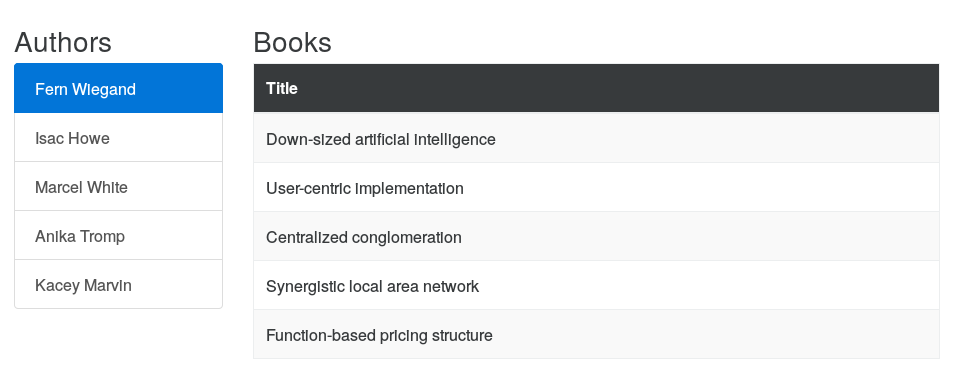 Authors
Fern Wiegand
Isac Howe
Marcel White
Anika Tromp
Kacey Marvin
Books
Title
Down-sized artificial intelligence
User-centric implementation
Centralized conglomeration
Synergistic local area network
Function-based pricing structure